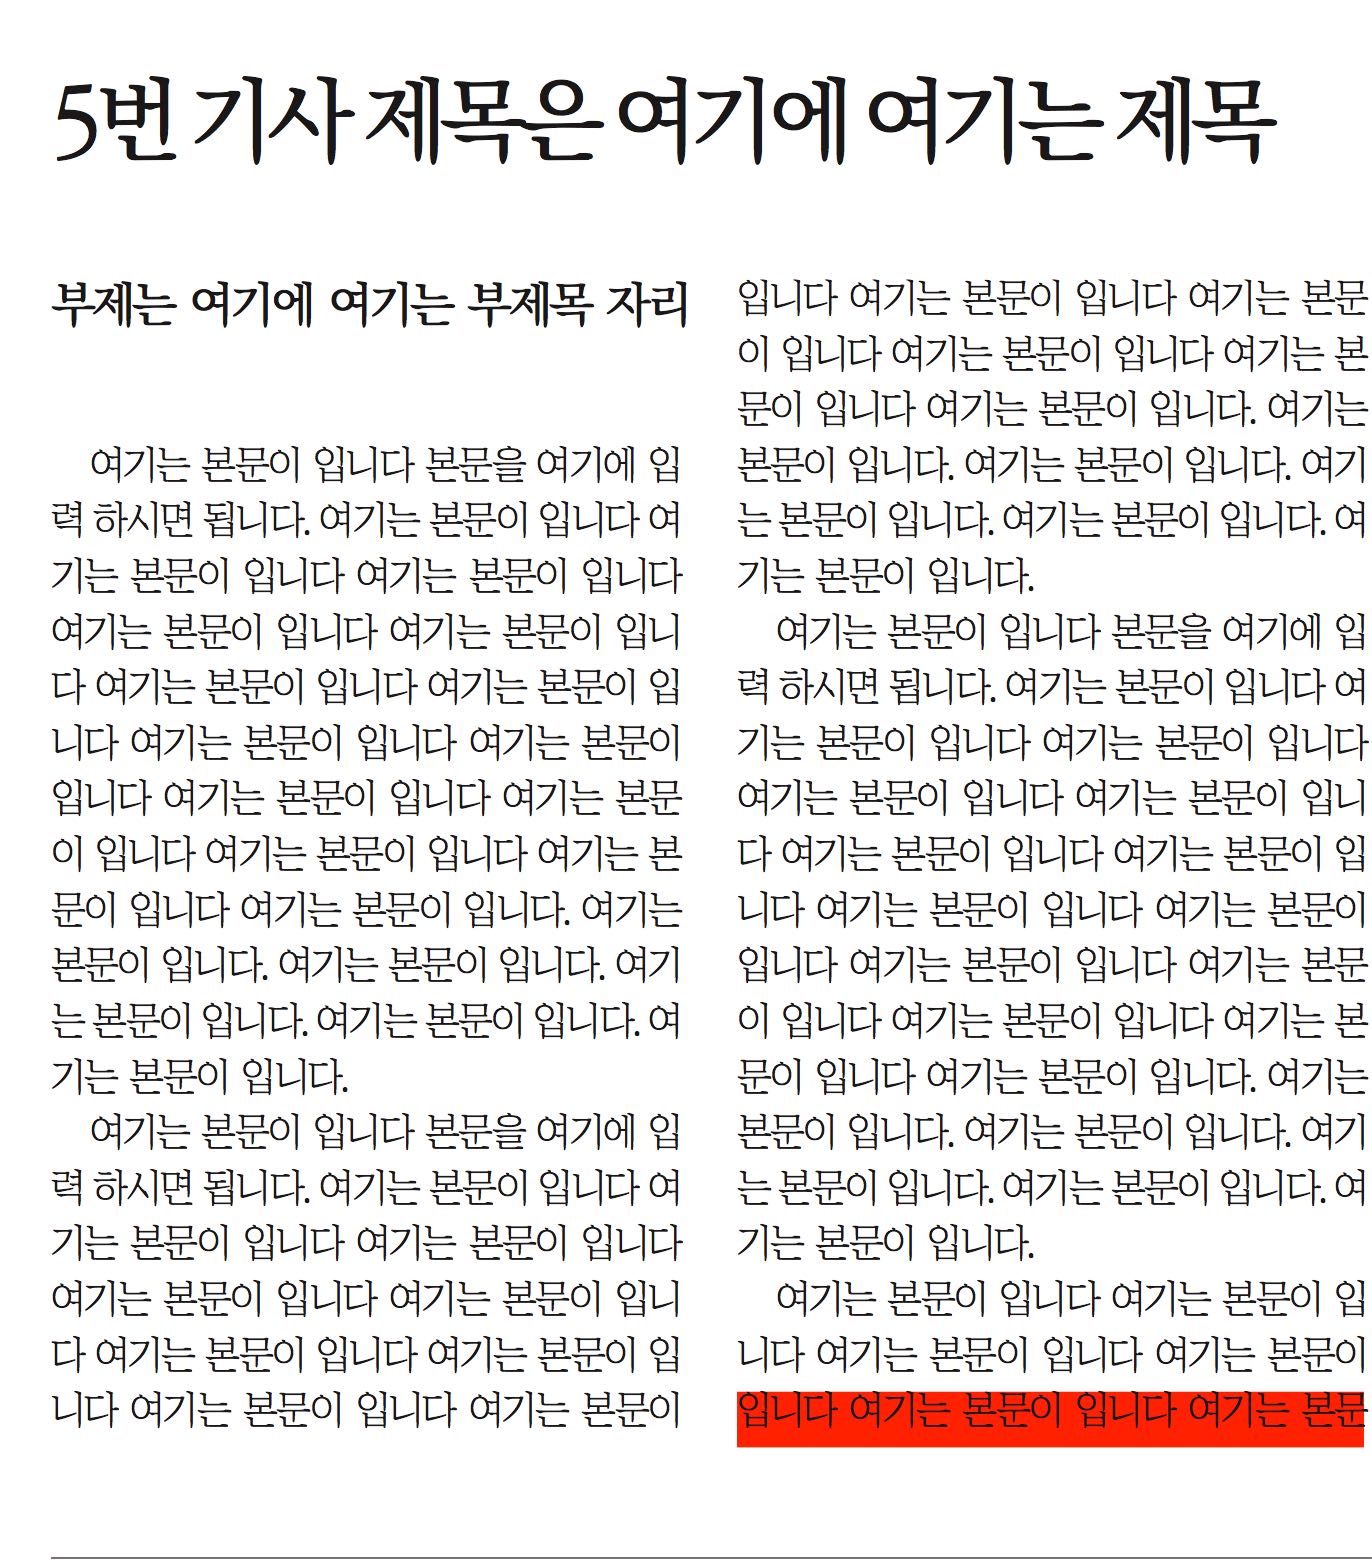 5번 기사 제목은 여기에 여기는 제목
부제는 여기에 여기는 부제목 자리
여기는 본문이 입니다 본문을 여기에 입
력 하시면 됩니다. 여기는 본문이 입니다 여
기는 본문이 입니다 여기는 본문이 입니다
여기는 본문이 입니다 여기는 본문이 입니
다 여기는 본문이 입니다 여기는 본문이 입
니다 여기는 본문이 입니다 여기는 본문이
입니다 여기는 본문이 입니다 여기는 본문
이 입니다 여기는 본문이 입니다 여기는 본
문이 입니다 여기는 본문이 입니다. 여기는
본문이 입니다. 여기는 본문이 입니다. 여기
는 본문이 입니다. 여기는 본문이 입니다. 여
기는 본문이 입니다.
여기는 본문이 입니다 본문을 여기에 입
력 하시면 됩니다. 여기는 본문이 입니다 여
기는 본문이 입니다 여기는 본문이 입니다
여기는 본문이 입니다 여기는 본문이 입니
다 여기는 본문이 입니다 여기는 본문이 입
니다 여기는 본문이 입니다 여기는 본문이
입니다 여기는 본문이 입니다 여기는 본문
이 입니다 여기는 본문이 입니다 여기는 본
문이 입니다 여기는 본문이 입니다. 여기는
본문이 입니다. 여기는 본문이 입니다. 여기
는 본문이 입니다. 여기는 본문이 입니다. 여
기는 본문이 입니다.
여기는 본문이 입니다 본문을 여기에 입
력 하시면 됩니다. 여기는 본문이 입니다 여
기는 본문이 입니다 여기는 본문이 입니다
여기는 본문이 입니다 여기는 본문이 입니
다 여기는 본문이 입니다 여기는 본문이 입
니다 여기는 본문이 입니다 여기는 본문이
입니다 여기는 본문이 입니다 여기는 본문
이 입니다 여기는 본문이 입니다 여기는 본
문이 입니다 여기는 본문이 입니다. 여기는
본문이 입니다. 여기는 본문이 입니다. 여기
는 본문이 입니다. 여기는 본문이 입니다. 여
기는 본문이 입니다.
여기는 본문이 입니다 여기는 본문이 입
니다 여기는 본문이 입니다 여기는 본문이
입니다 여기는 본문이 입니다 여기는 본문